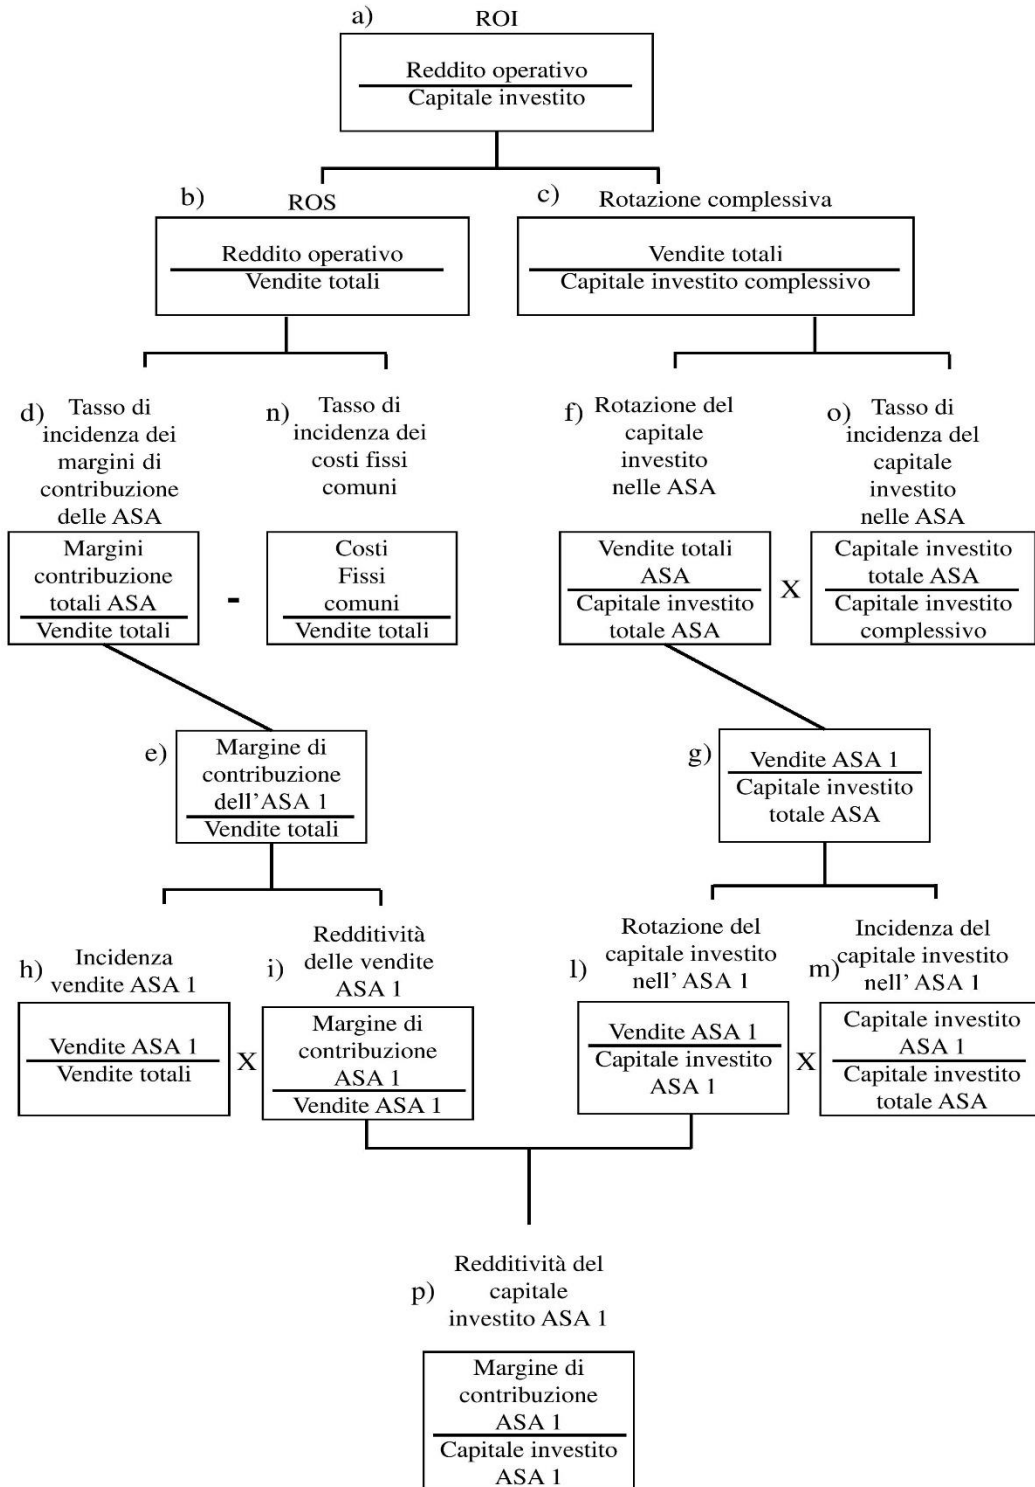 a) ROI
Reddito operativo
Capitale investito
b) ROS
Reddito operativo
Vendite totali
c) Rotazione complessiva
Vendite totali
Capitale investito complessivo
d) Tasso di
incidenza dei
margini di
contribuzione
delle ASA
Margini
contribuzione
totali ASA
Vendite totali
-
n) Tasso di
incidenza dei
costi fissi
comuni
Costi
Fissi
comuni
Vendite totali
f) Rotazione del
capitale
investito
nelle ASA
Vendite totali
ASA
Capitale investito
totale ASA
X
o) Tasso di
incidenza del
capitale
investito
nelle ASA
Capitale investito
totale ASA
Capitale investito
complessivo
e) Margine di
contribuzione
dell'ASA 1
Vendite totali
g) Vendite ASA 1
Capitale investito
totale ASA
h) Incidenza
vendite ASA 1
Vendite ASA 1
Vendite totali
X
i) Redditività
delle vendite
ASA 1
Margine di
contribuzione
ASA 1
Vendite ASA 1
l) Rotazione del
capitale investito
nell' ASA 1
Vendite ASA 1
Capitale investito
ASA 1
X
m) Incidenza del
capitale investito
nell' ASA 1
Capitale investito
ASA 1
Capitale investito
totale ASA
p) Redditività del
capitale
investito ASA 1
Margine di
contribuzione
ASA 1
Capitale investito
ASA 1